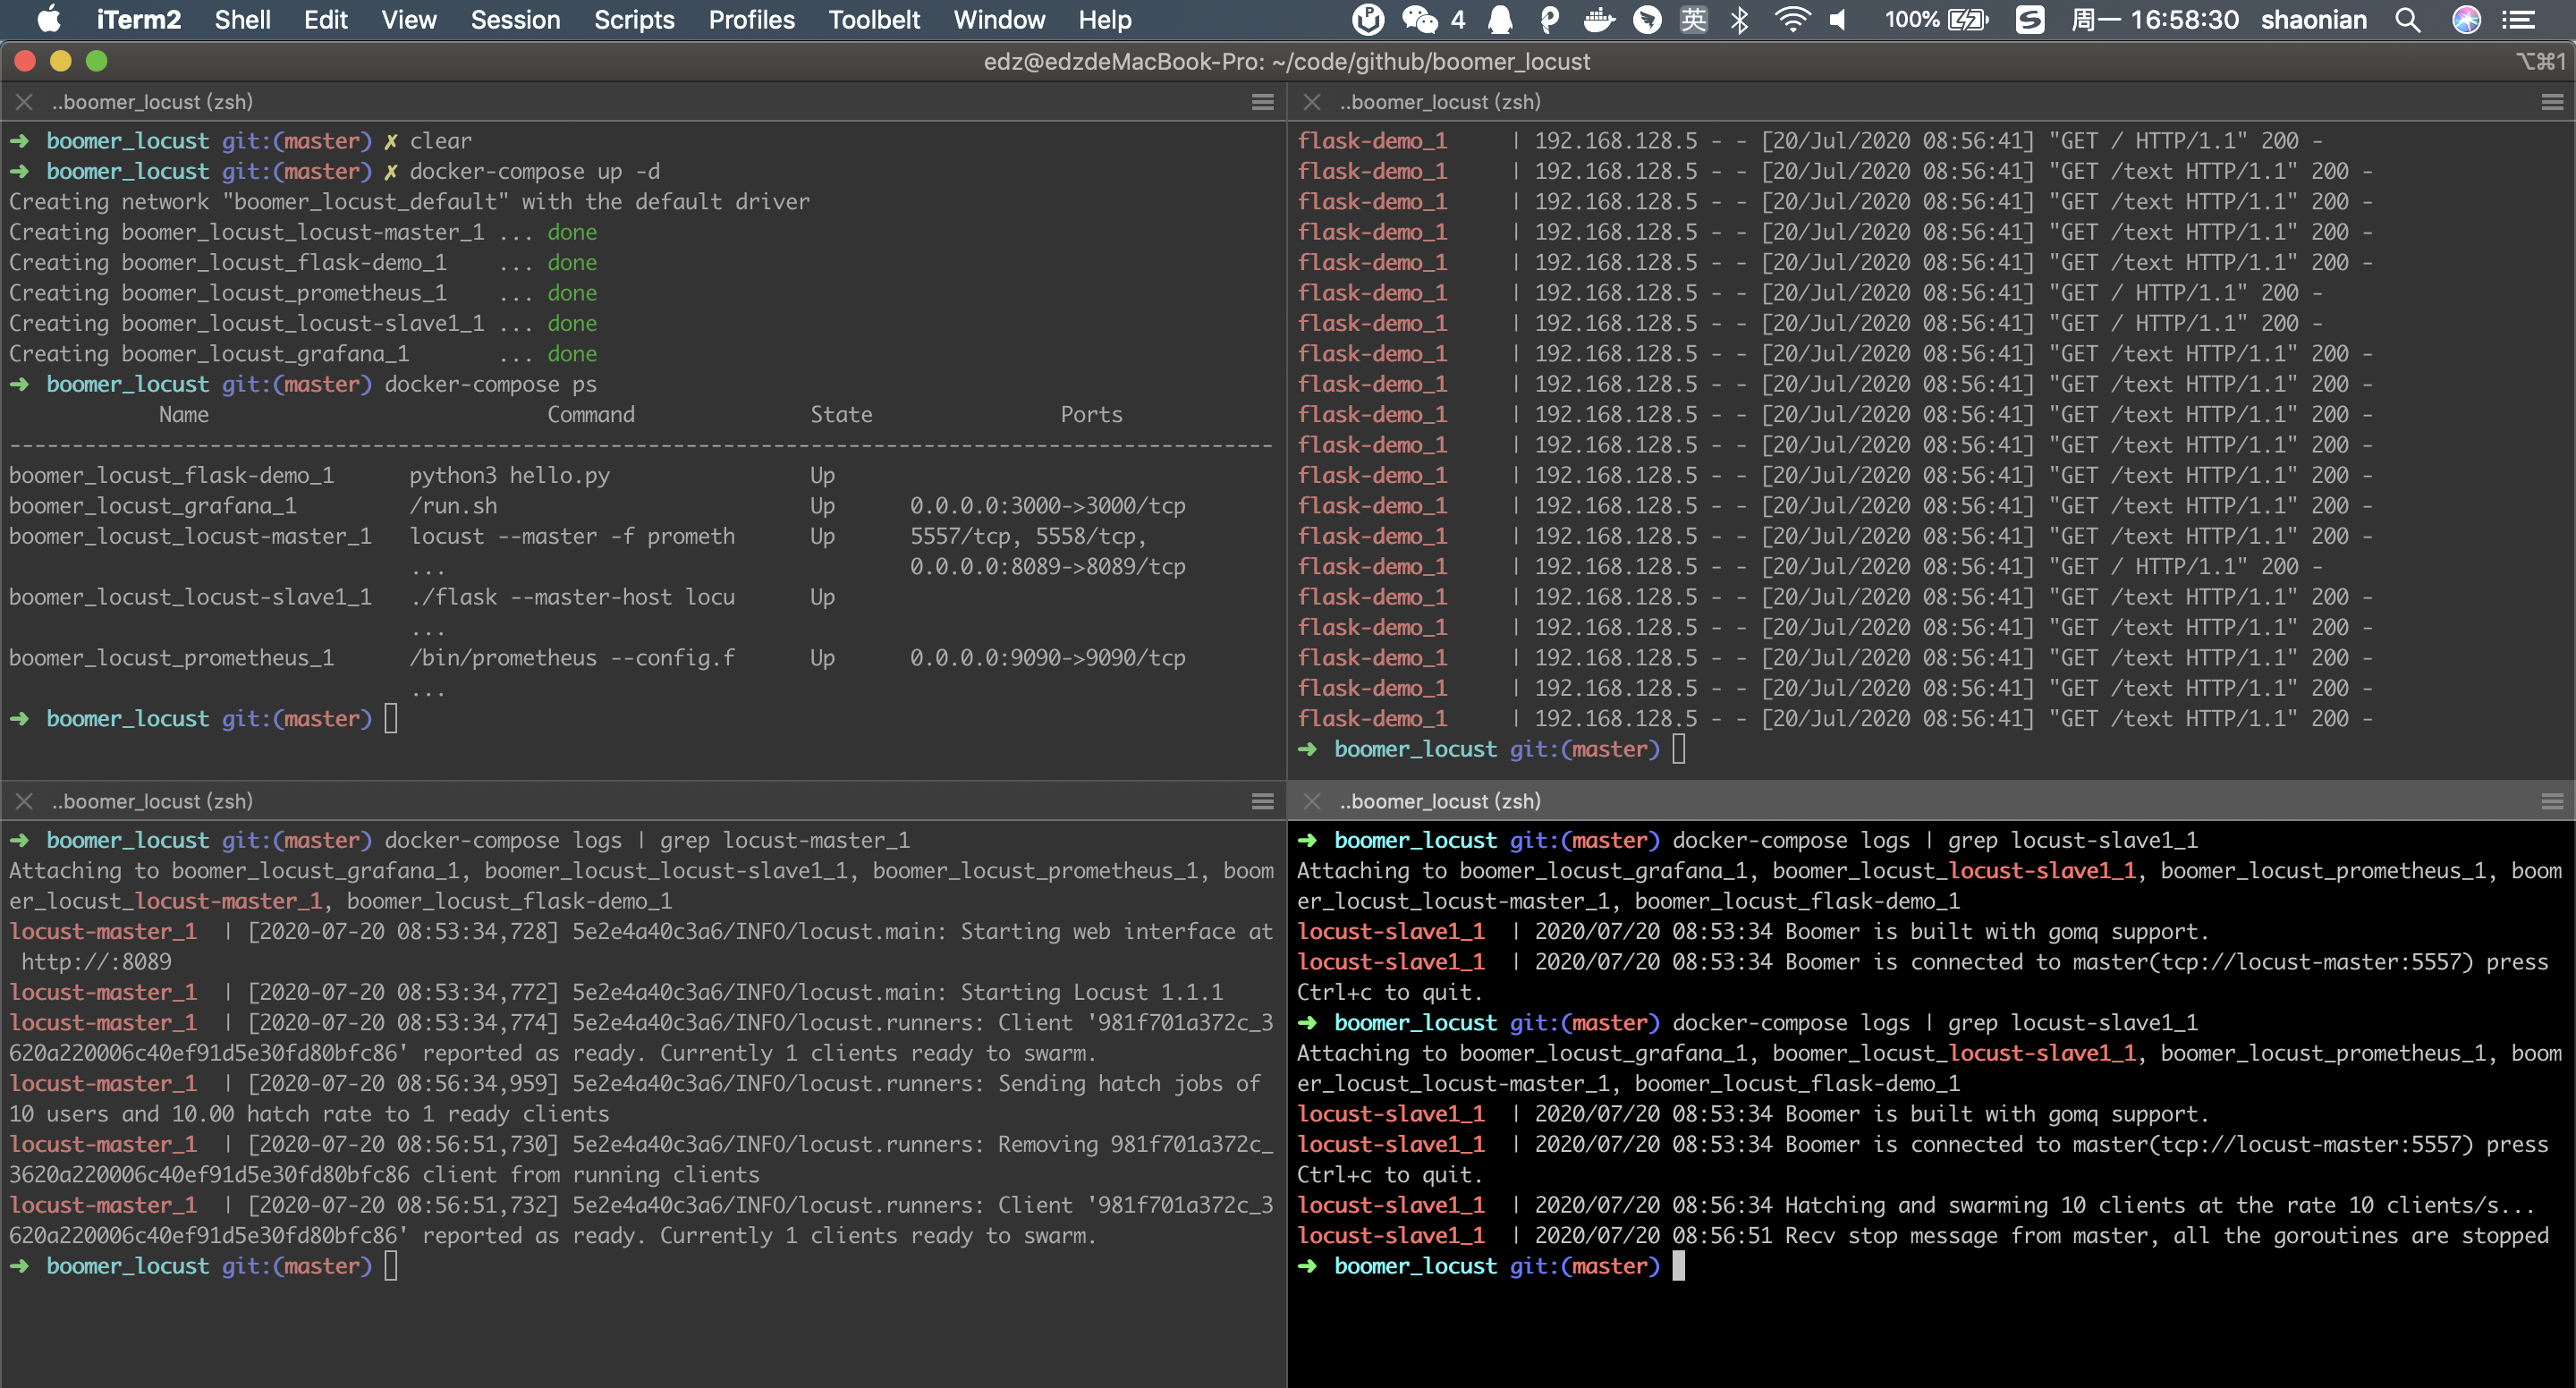 iTerm2 Shell Edit View Session Scripts Profiles Toolbelt Window Help 4 英 100% 周一 16:58:30 shaonian
edz@edzdeMacBook-Pro: ~/code/github/boomer_locust ⌥⌘1
..boomer_locust (zsh)
➜ boomer_locust git:(master) ✗ clear
➜ boomer_locust git:(master) ✗ docker-compose up -d
Creating network "boomer_locust_default" with the default driver
Creating boomer_locust_locust-master_1 ... done
Creating boomer_locust_flask-demo_1 ... done
Creating boomer_locust_prometheus_1 ... done
Creating boomer_locust_locust-slave1_1 ... done
Creating boomer_locust_grafana_1 ... done
➜ boomer_locust git:(master) docker-compose ps
Name Command State Ports
-----------------------------------------------------------------------------------------------------
boomer_locust_flask-demo_1 python3 hello.py Up
boomer_locust_grafana_1 /run.sh Up 0.0.0.0:3000->3000/tcp
boomer_locust_locust-master_1 locust --master -f prometh Up 5557/tcp, 5558/tcp,
... 0.0.0.0:8089->8089/tcp
boomer_locust_locust-slave1_1 ./flask --master-host locu Up
...
boomer_locust_prometheus_1 /bin/prometheus --config.f Up 0.0.0.0:9090->9090/tcp
...
➜ boomer_locust git:(master)
..boomer_locust (zsh)
flask-demo_1 | 192.168.128.5 - - [20/Jul/2020 08:56:41] "GET / HTTP/1.1" 200 -
flask-demo_1 | 192.168.128.5 - - [20/Jul/2020 08:56:41] "GET /text HTTP/1.1" 200 -
flask-demo_1 | 192.168.128.5 - - [20/Jul/2020 08:56:41] "GET /text HTTP/1.1" 200 -
flask-demo_1 | 192.168.128.5 - - [20/Jul/2020 08:56:41] "GET /text HTTP/1.1" 200 -
flask-demo_1 | 192.168.128.5 - - [20/Jul/2020 08:56:41] "GET /text HTTP/1.1" 200 -
flask-demo_1 | 192.168.128.5 - - [20/Jul/2020 08:56:41] "GET / HTTP/1.1" 200 -
flask-demo_1 | 192.168.128.5 - - [20/Jul/2020 08:56:41] "GET / HTTP/1.1" 200 -
flask-demo_1 | 192.168.128.5 - - [20/Jul/2020 08:56:41] "GET /text HTTP/1.1" 200 -
flask-demo_1 | 192.168.128.5 - - [20/Jul/2020 08:56:41] "GET /text HTTP/1.1" 200 -
flask-demo_1 | 192.168.128.5 - - [20/Jul/2020 08:56:41] "GET /text HTTP/1.1" 200 -
flask-demo_1 | 192.168.128.5 - - [20/Jul/2020 08:56:41] "GET /text HTTP/1.1" 200 -
flask-demo_1 | 192.168.128.5 - - [20/Jul/2020 08:56:41] "GET /text HTTP/1.1" 200 -
flask-demo_1 | 192.168.128.5 - - [20/Jul/2020 08:56:41] "GET /text HTTP/1.1" 200 -
flask-demo_1 | 192.168.128.5 - - [20/Jul/2020 08:56:41] "GET /text HTTP/1.1" 200 -
flask-demo_1 | 192.168.128.5 - - [20/Jul/2020 08:56:41] "GET / HTTP/1.1" 200 -
flask-demo_1 | 192.168.128.5 - - [20/Jul/2020 08:56:41] "GET /text HTTP/1.1" 200 -
flask-demo_1 | 192.168.128.5 - - [20/Jul/2020 08:56:41] "GET /text HTTP/1.1" 200 -
flask-demo_1 | 192.168.128.5 - - [20/Jul/2020 08:56:41] "GET /text HTTP/1.1" 200 -
flask-demo_1 | 192.168.128.5 - - [20/Jul/2020 08:56:41] "GET /text HTTP/1.1" 200 -
flask-demo_1 | 192.168.128.5 - - [20/Jul/2020 08:56:41] "GET /text HTTP/1.1" 200 -
➜ boomer_locust git:(master)
..boomer_locust (zsh)
➜ boomer_locust git:(master) docker-compose logs | grep locust-master_1
Attaching to boomer_locust_grafana_1, boomer_locust_locust-slave1_1, boomer_locust_prometheus_1, boom
er_locust_locust-master_1, boomer_locust_flask-demo_1
locust-master_1 | [2020-07-20 08:53:34,728] 5e2e4a40c3a6/INFO/locust.main: Starting web interface at
http://:8089
locust-master_1 | [2020-07-20 08:53:34,772] 5e2e4a40c3a6/INFO/locust.main: Starting Locust 1.1.1
locust-master_1 | [2020-07-20 08:53:34,774] 5e2e4a40c3a6/INFO/locust.runners: Client '981f701a372c_3
620a220006c40ef91d5e30fd80bfc86' reported as ready. Currently 1 clients ready to swarm.
locust-master_1 | [2020-07-20 08:56:34,959] 5e2e4a40c3a6/INFO/locust.runners: Sending hatch jobs of
10 users and 10.00 hatch rate to 1 ready clients
locust-master_1 | [2020-07-20 08:56:51,730] 5e2e4a40c3a6/INFO/locust.runners: Removing 981f701a372c_
3620a220006c40ef91d5e30fd80bfc86 client from running clients
locust-master_1 | [2020-07-20 08:56:51,732] 5e2e4a40c3a6/INFO/locust.runners: Client '981f701a372c_3
620a220006c40ef91d5e30fd80bfc86' reported as ready. Currently 1 clients ready to swarm.
➜ boomer_locust git:(master)
..boomer_locust (zsh)
➜ boomer_locust git:(master) docker-compose logs | grep locust-slave1_1
Attaching to boomer_locust_grafana_1, boomer_locust_locust-slave1_1, boomer_locust_prometheus_1, boom
er_locust_locust-master_1, boomer_locust_flask-demo_1
locust-slave1_1 | 2020/07/20 08:53:34 Boomer is built with gomq support.
locust-slave1_1 | 2020/07/20 08:53:34 Boomer is connected to master(tcp://locust-master:5557) press
Ctrl+c to quit.
➜ boomer_locust git:(master) docker-compose logs | grep locust-slave1_1
Attaching to boomer_locust_grafana_1, boomer_locust_locust-slave1_1, boomer_locust_prometheus_1, boom
er_locust_locust-master_1, boomer_locust_flask-demo_1
locust-slave1_1 | 2020/07/20 08:53:34 Boomer is built with gomq support.
locust-slave1_1 | 2020/07/20 08:53:34 Boomer is connected to master(tcp://locust-master:5557) press
Ctrl+c to quit.
locust-slave1_1 | 2020/07/20 08:56:34 Hatching and swarming 10 clients at the rate 10 clients/s...
locust-slave1_1 | 2020/07/20 08:56:51 Recv stop message from master, all the goroutines are stopped
➜ boomer_locust git:(master)